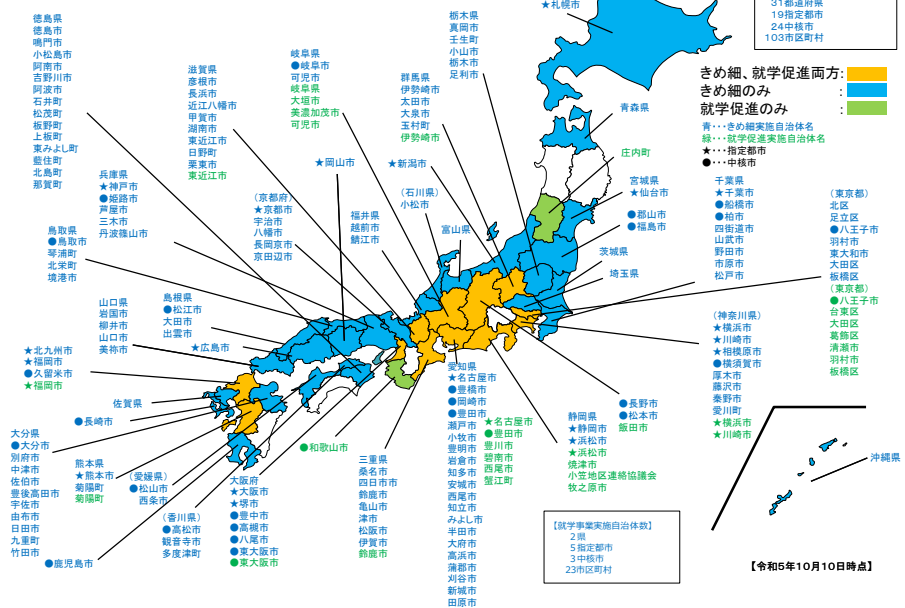 31都道府県
19指定都市
24中核市
103市区町村
きめ細、就学促進両方:
きめ細のみ :
就学促進のみ :
青・・・きめ細実施自治体名
緑・・・就学促進実施自治体名
★・・・指定都市
●・・・中核市
★札幌市
青森県
庄内町
宮城県
★仙台市
●郡山市
●福島市
茨城県
埼玉県
栃木県
真岡市
壬生町
小山市
栃木市
足利市
群馬県
伊勢崎市
太田市
大泉市
玉村町
伊勢崎市
★新潟市
岐阜県
●岐阜市
可児市
岐阜県
大垣市
美濃加茂市
可児市
(石川県)
小松市
富山県
福井県
越前市
鯖江市
★岡山市
滋賀県
彦根市
長浜市
近江八幡市
甲賀市
湖南市
東近江市
日野町
栗東市
東近江市
(京都府)
★京都市
宇治市
八幡市
長岡京市
京田辺市
徳島県
徳島市
鳴門市
小松島市
阿南市
吉野川市
阿波市
石井町
松茂町
板野町
上板町
東みよし町
藍住町
北島町
那賀町
兵庫県
★神戸市
●姫路市
芦屋市
三木市
丹波篠山市
鳥取県
●鳥取市
琴浦町
北栄町
境港市
島根県
●松江市
大田市
出雲市
★広島市
山口県
岩国市
柳井市
山口市
美祢市
★北九州市
★福岡市
●久留米市
★福岡市
佐賀県
●長崎市
大分県
●大分市
別府市
中津市
佐伯市
豊後高田市
宇佐市
由布市
日田市
九重町
竹田市
熊本県
★熊本市
菊陽町
菊陽町
●鹿児島市
(愛媛県)
●松山市
西条市
(香川県)
●高松市
観音寺市
多度津町
大阪府
★大阪市
★堺市
●豊中市
●高槻市
●八尾市
●東大阪市
●東大阪市
●和歌山市
三重県
桑名市
四日市市
鈴鹿市
亀山市
津市
松阪市
伊賀市
鈴鹿市
愛知県
★名古屋市
●豊橋市
●岡崎市
●豊田市
瀬戸市
小牧市
豊明市
岩倉市
知多市
安城市
西尾市
知立市
みよし市
半田市
大府市
高浜市
蒲郡市
刈谷市
新城市
田原市
★名古屋市
●豊田市
豊川市
碧南市
西尾市
蟹江町
静岡県
★静岡市
★浜松市
★浜松市
焼津市
小笠地区連絡協議会
牧之原市
●長野市
●松本市
飯田市
千葉県
★千葉市
●船橋市
●柏市
四街道市
山武市
野田市
市原市
松戸市
(東京都)
北区
足立区
●八王子市
羽村市
東大和市
大田区
板橋区
(東京都)
●八王子市
台東区
大田区
葛飾区
清瀬市
羽村市
板橋区
(神奈川県)
★横浜市
★川崎市
★相模原市
●横須賀市
厚木市
藤沢市
秦野市
愛川町
★横浜市
★川崎市
沖縄県
【就学事業実施自治体数】
2県
5指定都市
3中核市
23市区町村
【令和5年10月10日時点】